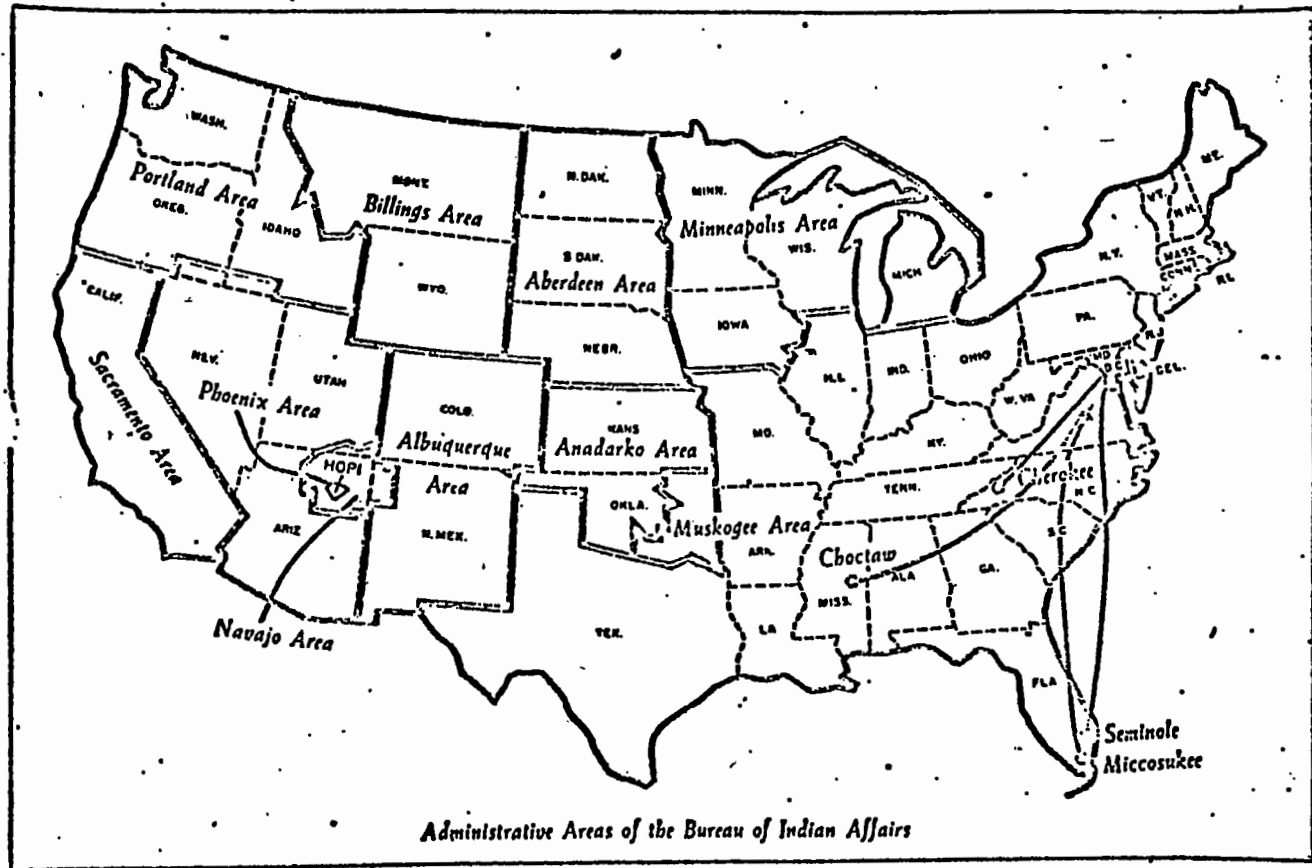 WASH.
Portland Area
OREG.
IDAHO
MONT.
Billings Area
WYO.
N.DAK.
S DAK.
Aberdeen Area
NEBR.
MINN.
Minneapolis Area
WIS.
MICH
IOWA
ILL
IND.
OHIO
ME.
VT.
N.H.
MASS
CONN.
R.I.
N.Y.
PA.
N.J.
MD
D.C.
DEL.
W.VA
KY.
CALIF.
Sacramento Area
NEV.
Phoenix Area
UTAH
COLO.
Albuquerque
Area
KANS
Anadarko Area
MO.
HOPI
ARIZ
N.MEX.
Navajo Area
OKLA.
Muskogee Area
ARK.
TENN.
Cherokee
N C
S C
Choctaw
C
MISS.
ALA
GA.
LA
TEX.
FLA
Seminole
Miccosukee
Administrative Areas of the Bureau of Indian Affairs